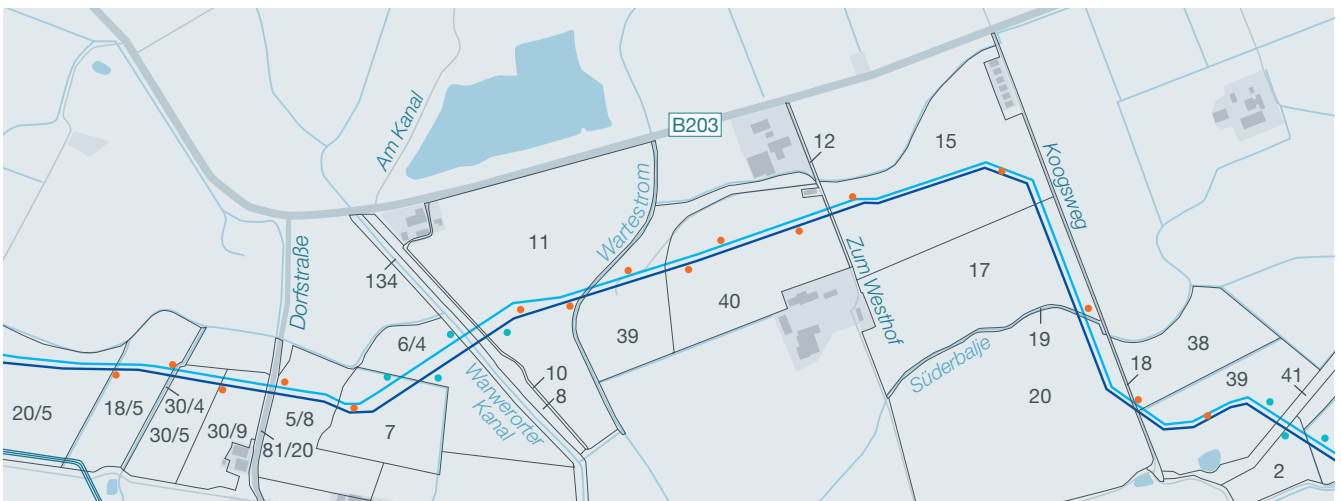 B203
Am Kanal
12
15
Koogsweg
Wartestrom
11
Dorfstraße
134
Zum Westhof
17
40
39
6/4
Süderbalje
19
38
10
8
Warwerorter
Kanal
18
39
41
20/5
18/5
30/4
30/5
30/9
5/8
81/20
7
20
2